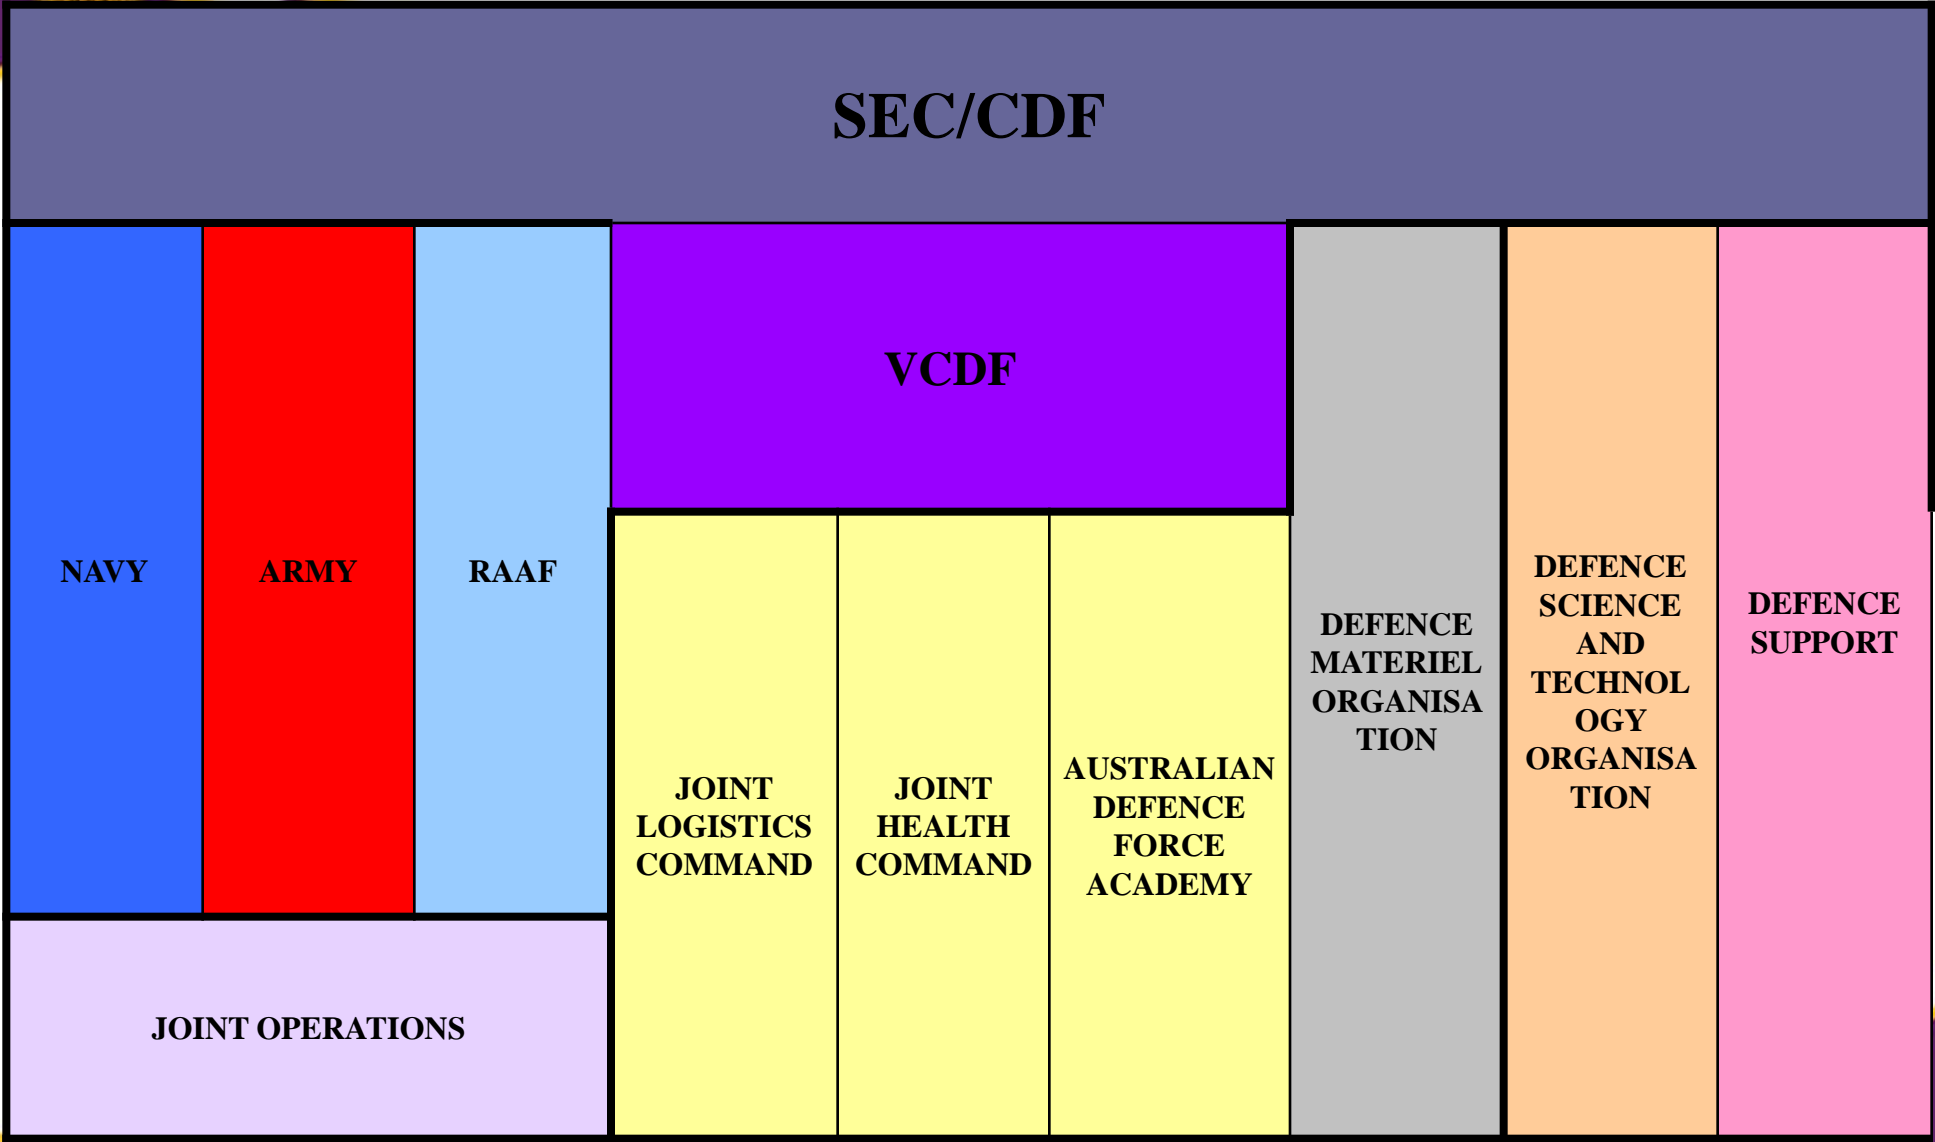 SEC/CDF
NAVY
ARMY
RAAF
VCDF
JOINT OPERATIONS
JOINT
LOGISTICS
COMMAND
JOINT
HEALTH
COMMAND
AUSTRALIAN
DEFENCE
FORCE
ACADEMY
DEFENCE
MATERIEL
ORGANISA
TION
DEFENCE
SCIENCE
AND
TECHNOL
OGY
ORGANISA
TION
DEFENCE
SUPPORT